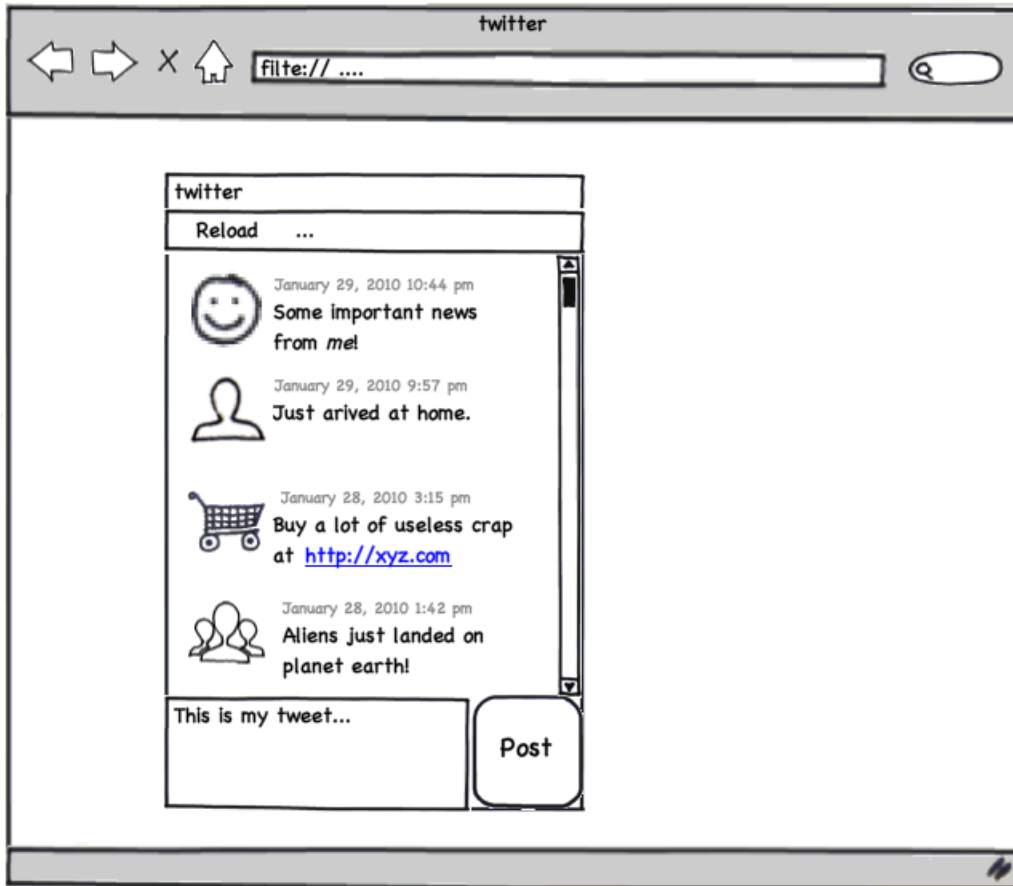 twitter
filte:// ....
twitter
Reload ...
January 29, 2010 10:44 pm
Some important news
from me!
January 29, 2010 9:57 pm
Just arived at home.
January 28, 2010 3:15 pm
Buy a lot of useless crap
at http://xyz.com
January 28, 2010 1:42 pm
Aliens just landed on
planet earth!
This is my tweet...
Post